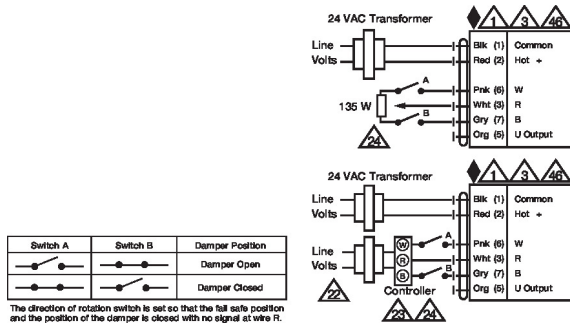 24 VAC Transformer
1 3 46
Line
Volts
Blk (1) Common
Red (2) Hot +
A
Pnk (6) W
135 W
Wht (3) R
B
Gry (7) B
24
Org (5) U Output
24 VAC Transformer
1 3 46
Line
Volts
Blk (1) Common
Red (2) Hot +
A
W
Pnk (6) W
Line
Volts
R
Wht (3) R
B
B
Gry (7) B
22
Controller
Org (5) U Output
23 24
Switch A Switch B Damper Position
Damper Open
Damper Closed
The direction of rotation switch is set so that the fail safe position
and the position of the damper is closed with no signal at wire R.